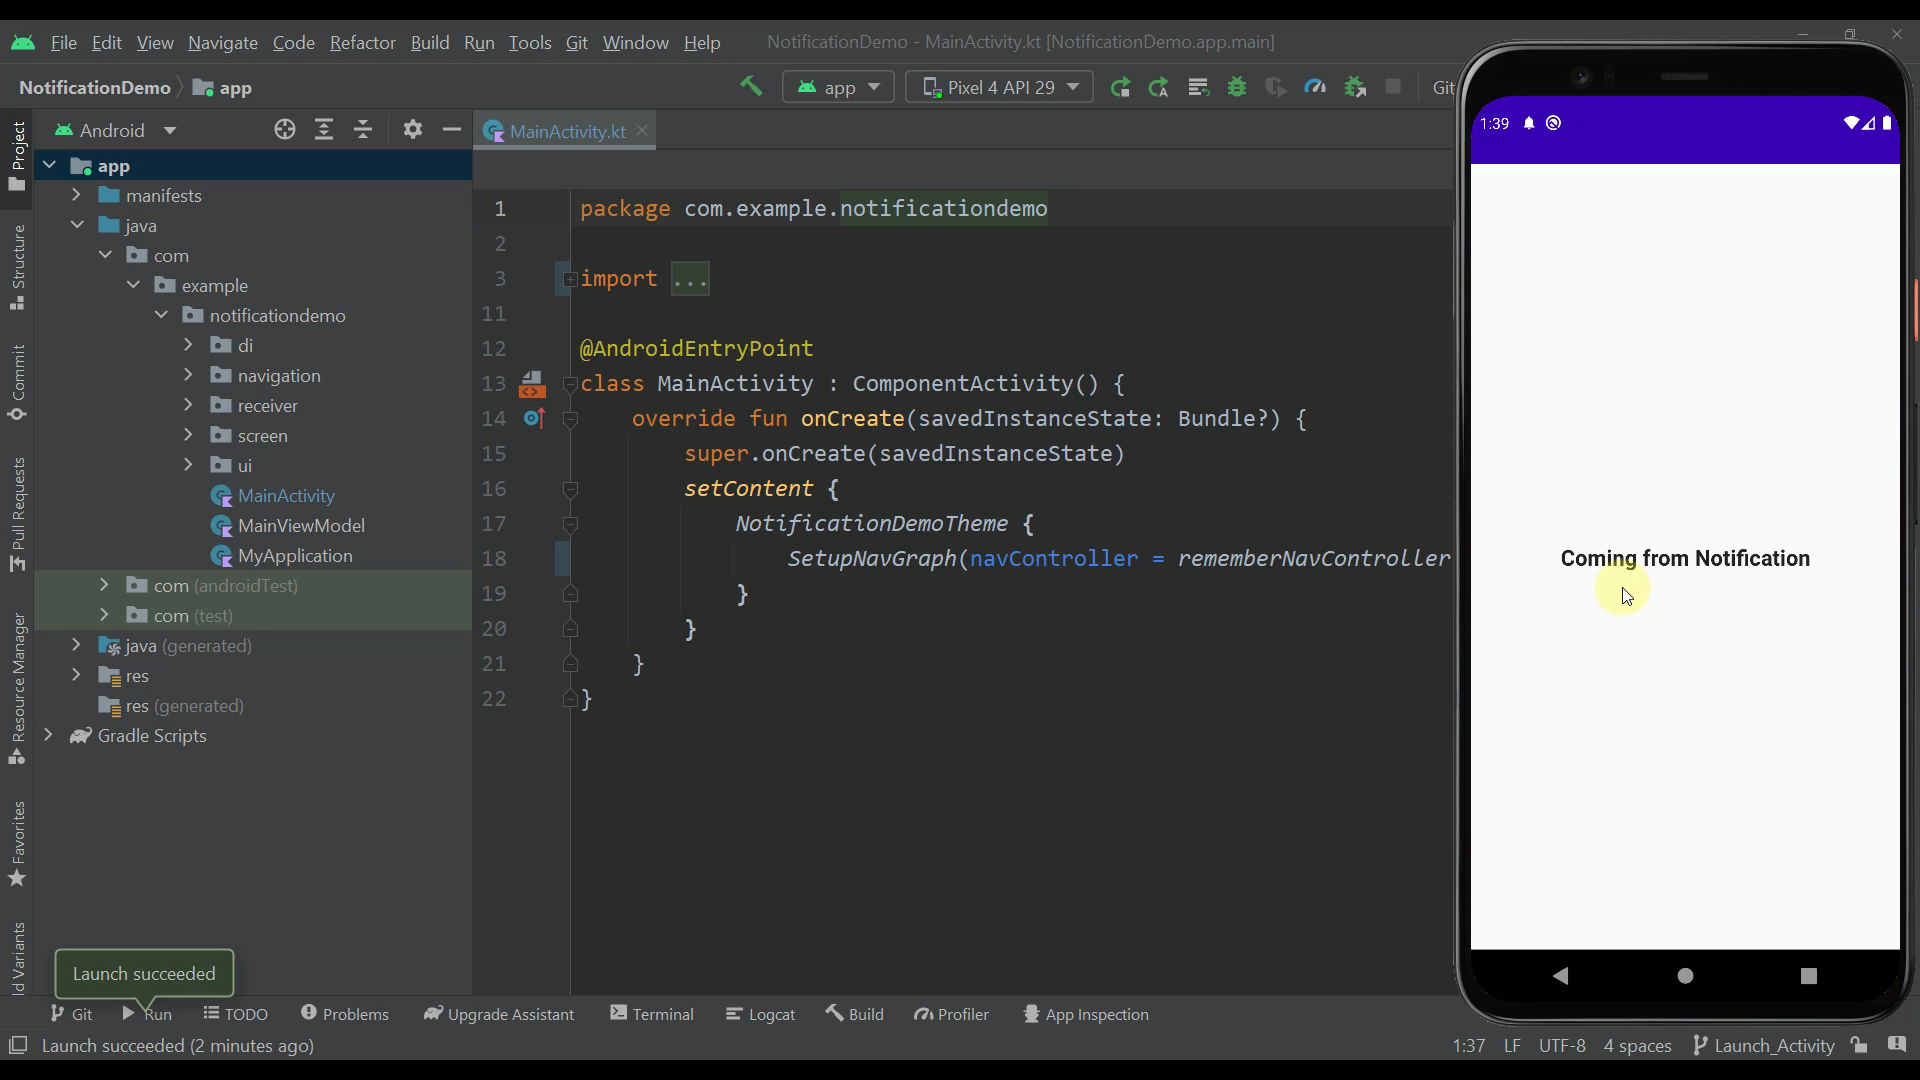 File Edit View Navigate Code Refactor Build Run Tools Git Window Help NotificationDemo - MainActivity.kt [NotificationDemo.app.main]
NotificationDemo app
app Pixel 4 API 29 Git
Android
MainActivity.kt
Project
Structure
Commit
Pull Requests
Resource Manager
Favorites
ld Variants
app
manifests
java
com
example
notificationdemo
di
navigation
receiver
screen
ui
MainActivity
MainViewModel
MyApplication
com (androidTest)
com (test)
java (generated)
res
res (generated)
Gradle Scripts
1 package com.example.notificationdemo
2
3 import ...
11
12 @AndroidEntryPoint
13 class MainActivity : ComponentActivity() {
14 override fun onCreate(savedInstanceState: Bundle?) {
15 super.onCreate(savedInstanceState)
16 setContent {
17 NotificationDemoTheme {
18 SetupNavGraph(navController = rememberNavController
19 }
20 }
21 }
22 }
1:39
Coming from Notification
Launch succeeded
Git Run TODO Problems Upgrade Assistant Terminal Logcat Build Profiler App Inspection
Launch succeeded (2 minutes ago) 1:37 LF UTF-8 4 spaces Launch_Activity